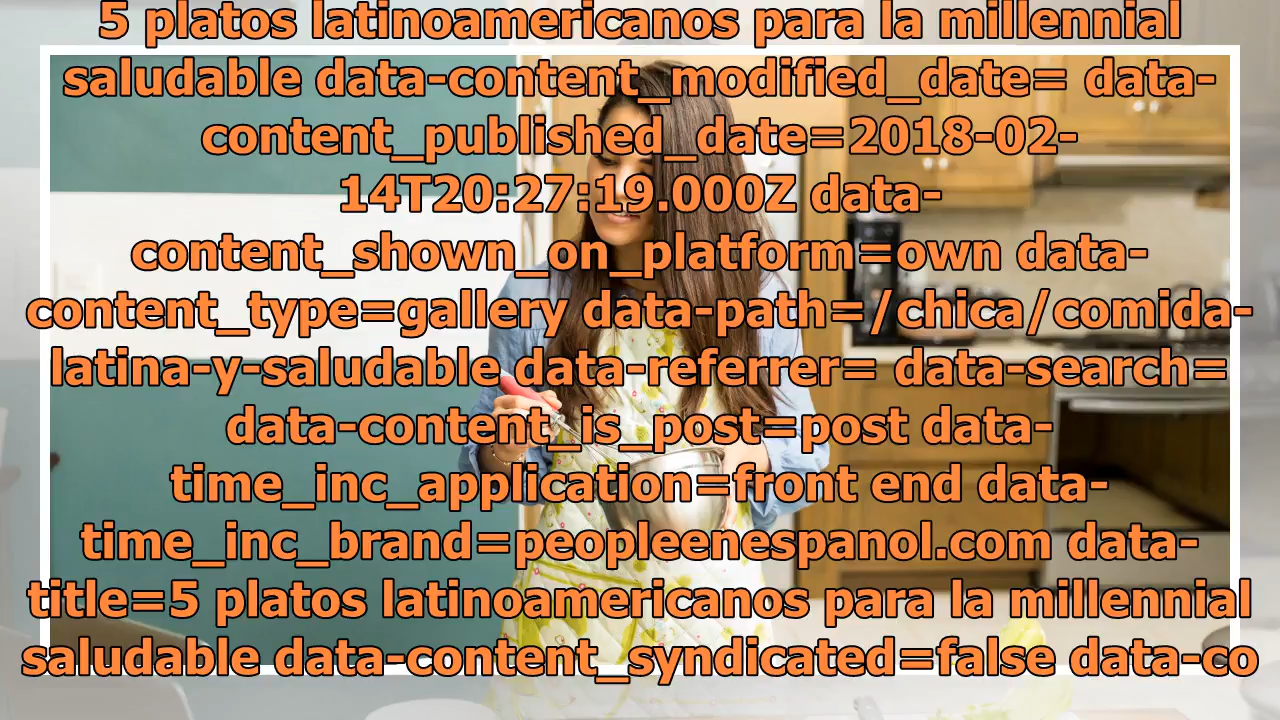 5 platos latinoamericanos para la millennial
saludable data-content_modified_date= data-
content_published_date=2018-02-
14T20:27:19.000Z data-
content_shown_on_platform=own data-
content_type=gallery data-path=/chica/comida-
latina-y-saludable data-referrer= data-search=
data-content_is_post=post data-
time_inc_application=front end data-
time_inc_brand=peopleenespanol.com data-
title=5 platos latinoamericanos para la millennial
saludable data-content_syndicated=false data-co